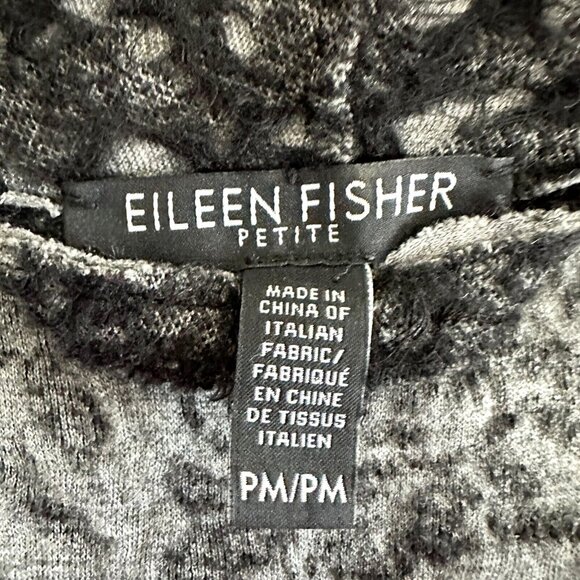 EILEEN FISHER
PETITE
MADE IN
CHINA OF
ITALIAN
FABRIC/
FABRIQUÉ
EN CHINE
DE TISSUS
ITALIEN
PM/PM